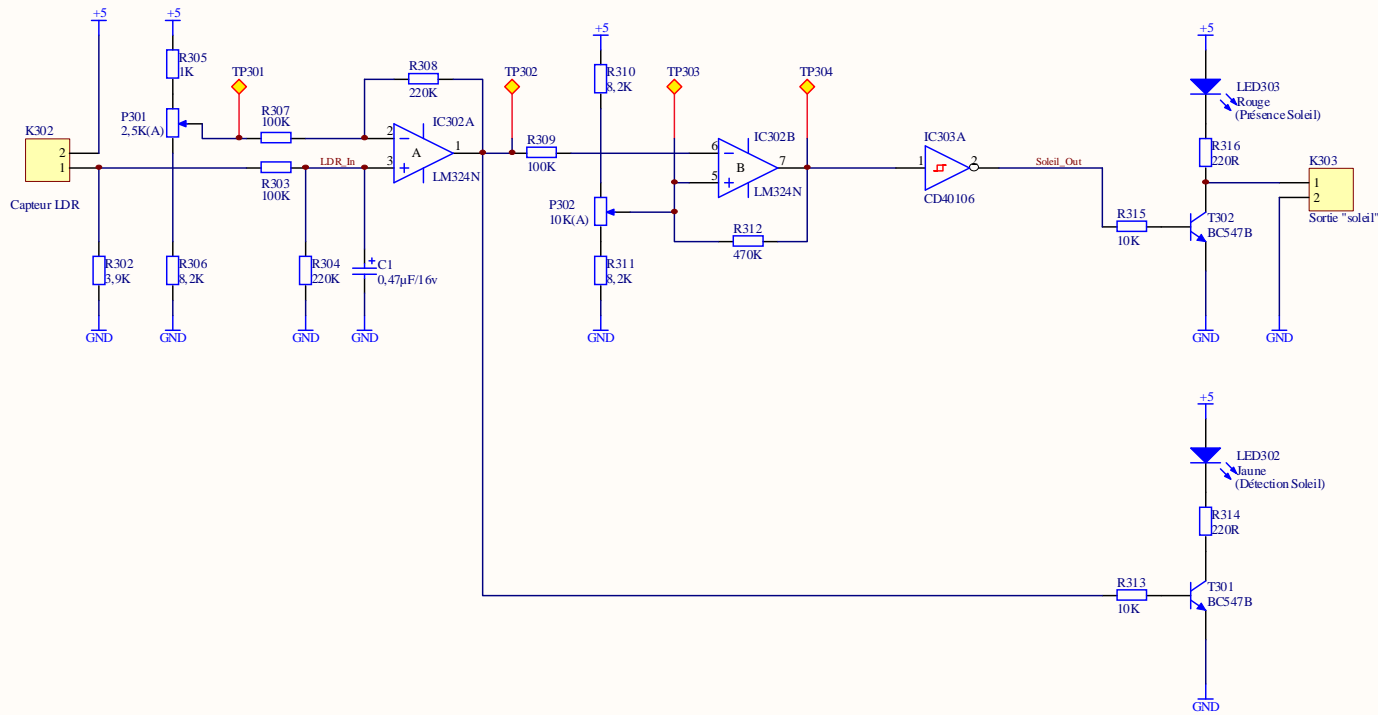 +5
+5
+5
+5
R305
1K
TP301
R308
220K
TP302
R310
8,2K
TP303
TP304
LED303
Rouge
(Présence Soleil)
K302
2
1
Capteur LDR
P301
2,5K(A)
R307
100K
R303
100K
LDR_In
2
3
1
A
IC302A
LM324N
R309
100K
P302
10K(A)
6
5
7
B
IC302B
LM324N
R312
470K
IC303A
1
2
CD40106
Soleil_Out
R316
220R
K303
1
2
Sortie "soleil"
R315
10K
T302
BC547B
R302
3,9K
R306
8,2K
R304
220K
+
C1
0,47µF/16v
R311
8,2K
GND
GND
GND
GND
GND
GND
GND
+5
LED302
Jaune
(Détection Soleil)
R314
220R
R313
10K
T301
BC547B
GND